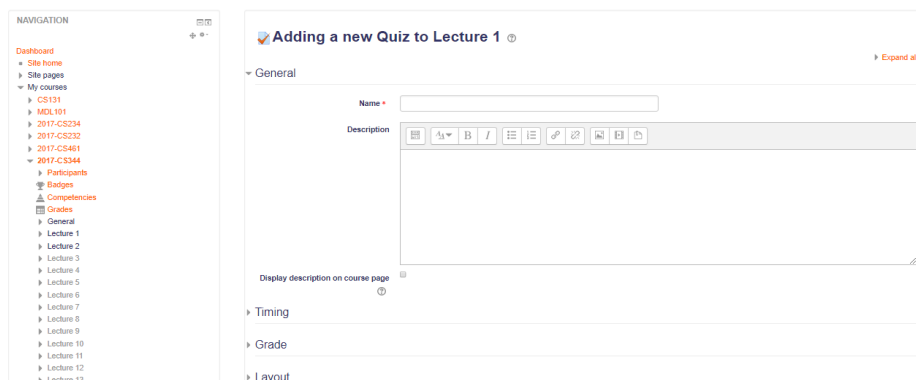 NAVIGATION
Dashboard
Site home
Site pages
My courses
CS131
MDL101
2017-CS234
2017-CS232
2017-CS461
2017-CS344
Participants
Badges
Competencies
Grades
General
Lecture 1
Lecture 2
Lecture 3
Lecture 4
Lecture 5
Lecture 6
Lecture 7
Lecture 8
Lecture 9
Lecture 10
Lecture 11
Lecture 12
Lecture 13
Adding a new Quiz to Lecture 1
Expand al
General
Name
Description
B I
Display description on course page
Timing
Grade
Layout